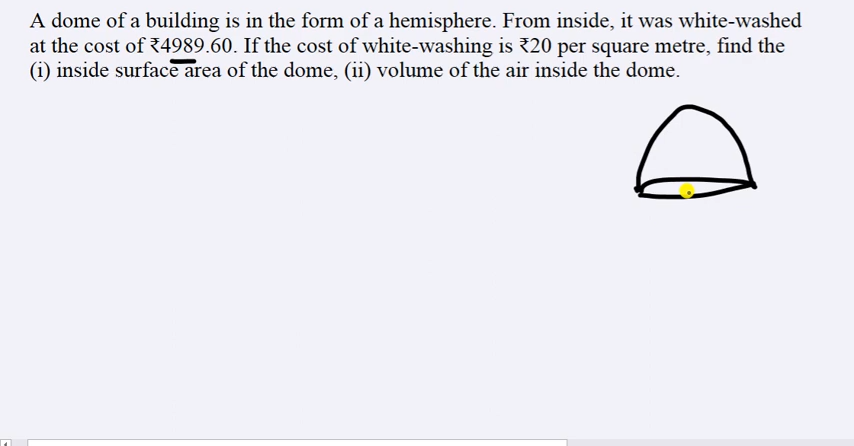 A dome of a building is in the form of a hemisphere. From inside, it was white-washed
at the cost of ₹4989.60. If the cost of white-washing is ₹20 per square metre, find the
(i) inside surface area of the dome, (ii) volume of the air inside the dome.